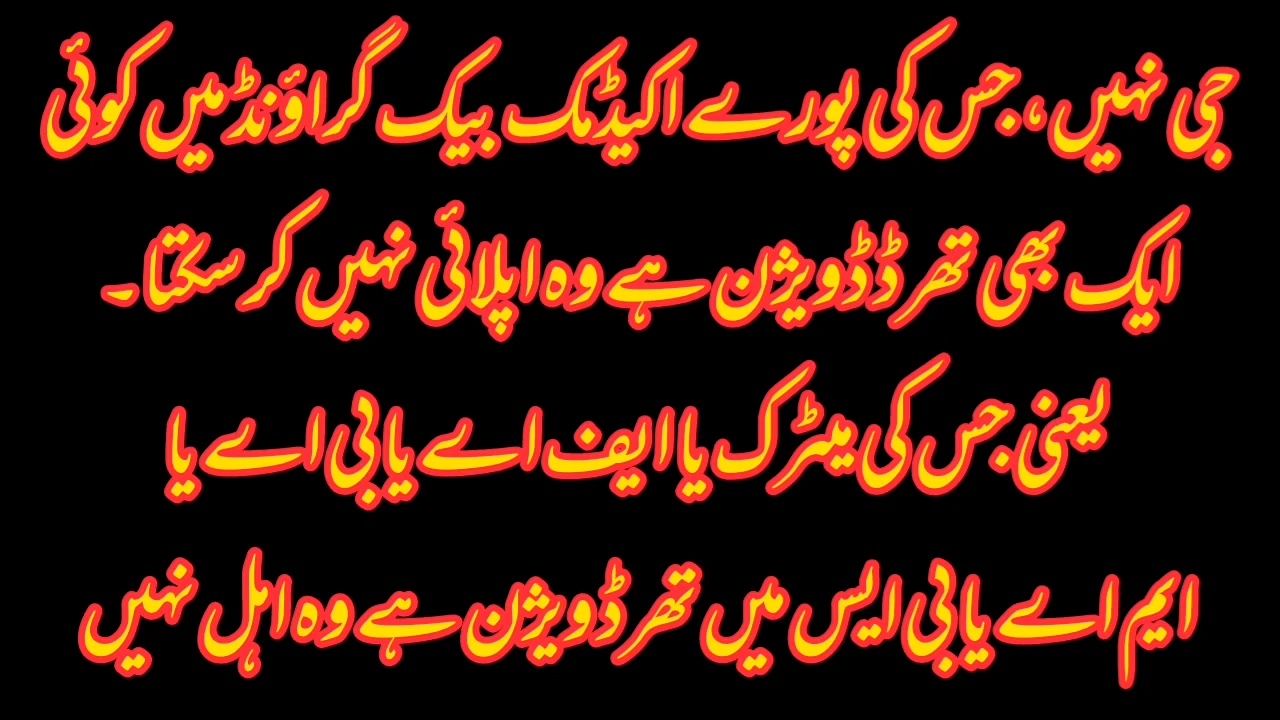 جی نہیں ، جس کی پورے اکیڈمک بیک گراؤنڈ میں کوئی
ایک بھی تھرڈ ڈویژن ہے وہ اپلائی نہیں کر سکتا۔
یعنی جس کی میٹرک یا ایف اے یا بی اے یا
ایم اے یا بی ایس میں تھرڈ ڈویژن ہے وہ اہل نہیں